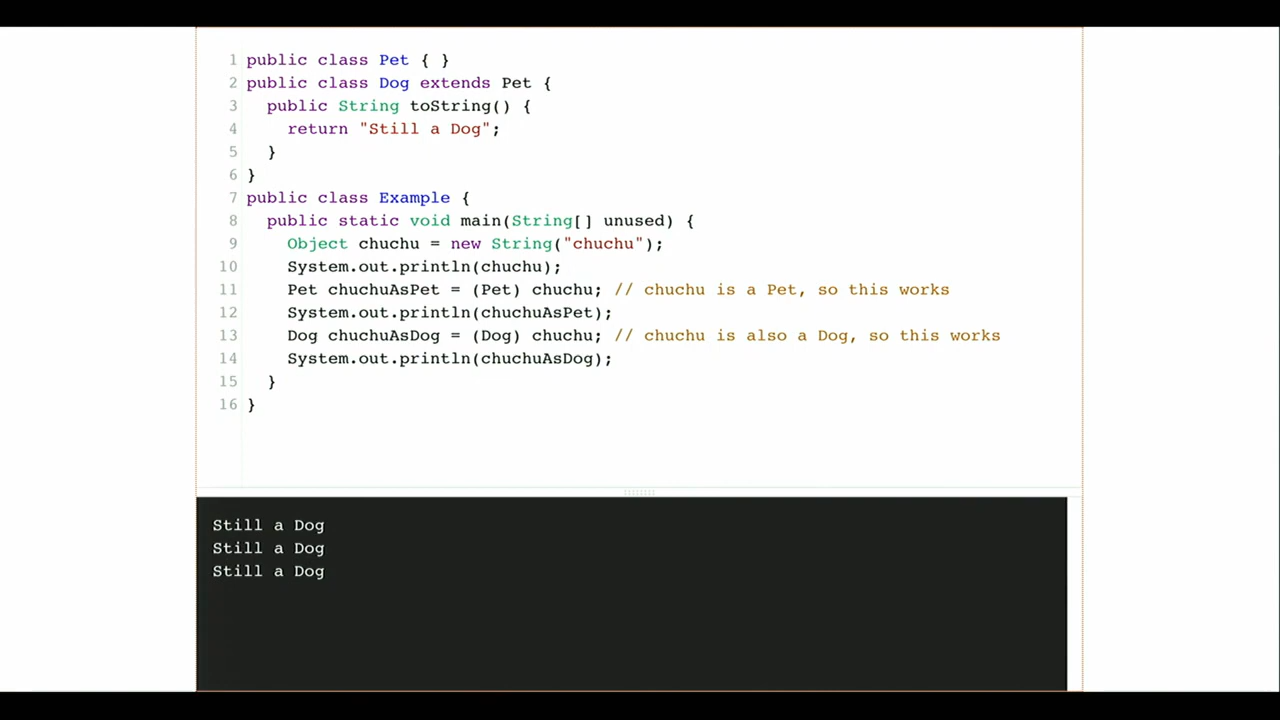 1 public class Pet { }
2 public class Dog extends Pet {
3   public String toString() {
4     return "Still a Dog";
5   }
6 }
7 public class Example {
8   public static void main(String[] unused) {
9     Object chuchu = new String("chuchu");
10     System.out.println(chuchu);
11     Pet chuchuAsPet = (Pet) chuchu; // chuchu is a Pet, so this works
12     System.out.println(chuchuAsPet);
13     Dog chuchuAsDog = (Dog) chuchu; // chuchu is also a Dog, so this works
14     System.out.println(chuchuAsDog);
15   }
16 }
Still a Dog
Still a Dog
Still a Dog